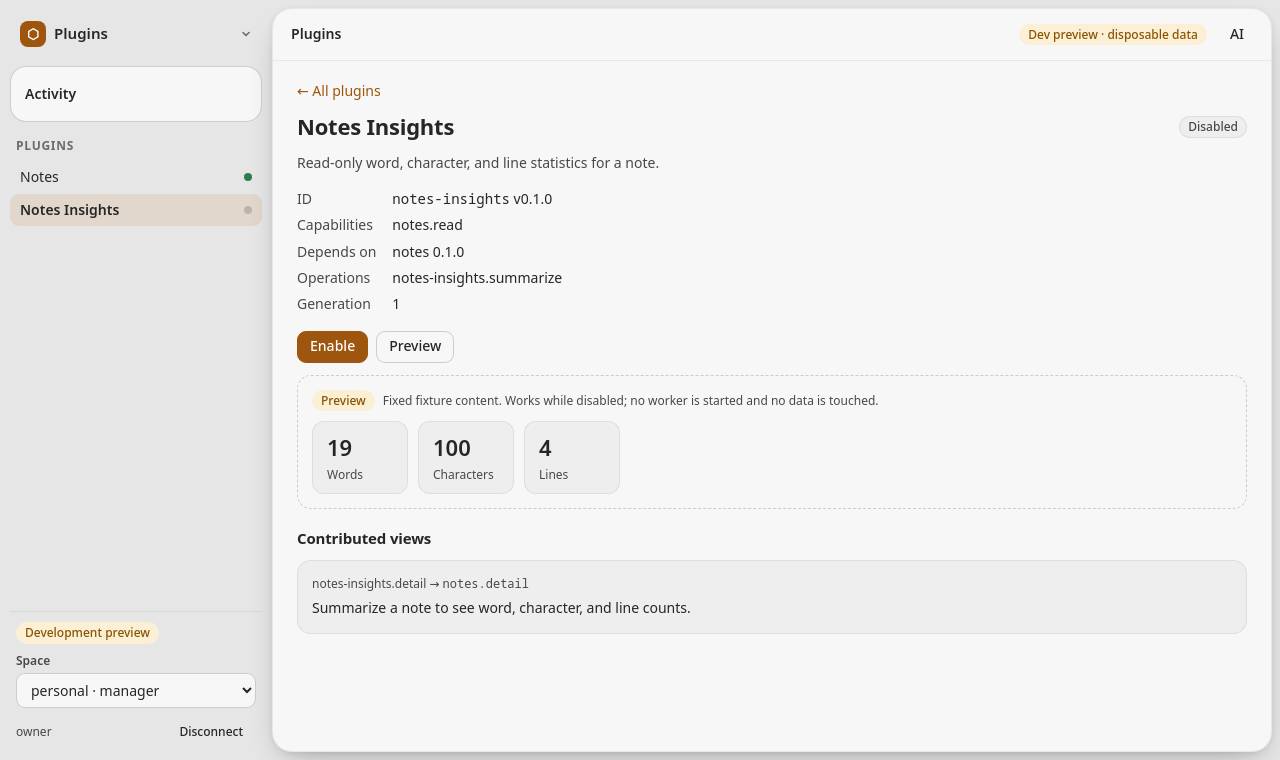 Plugins
Activity
PLUGINS
Notes
Notes Insights
Development preview
Space
personal · manager
owner
Disconnect
Plugins
Dev preview · disposable data
AI
← All plugins
Notes Insights
Disabled
Read-only word, character, and line statistics for a note.
ID notes-insights v0.1.0
Capabilities notes.read
Depends on notes 0.1.0
Operations notes-insights.summarize
Generation 1
Enable
Preview
Preview Fixed fixture content. Works while disabled; no worker is started and no data is touched.
19
Words
100
Characters
4
Lines
Contributed views
notes-insights.detail → notes.detail
Summarize a note to see word, character, and line counts.